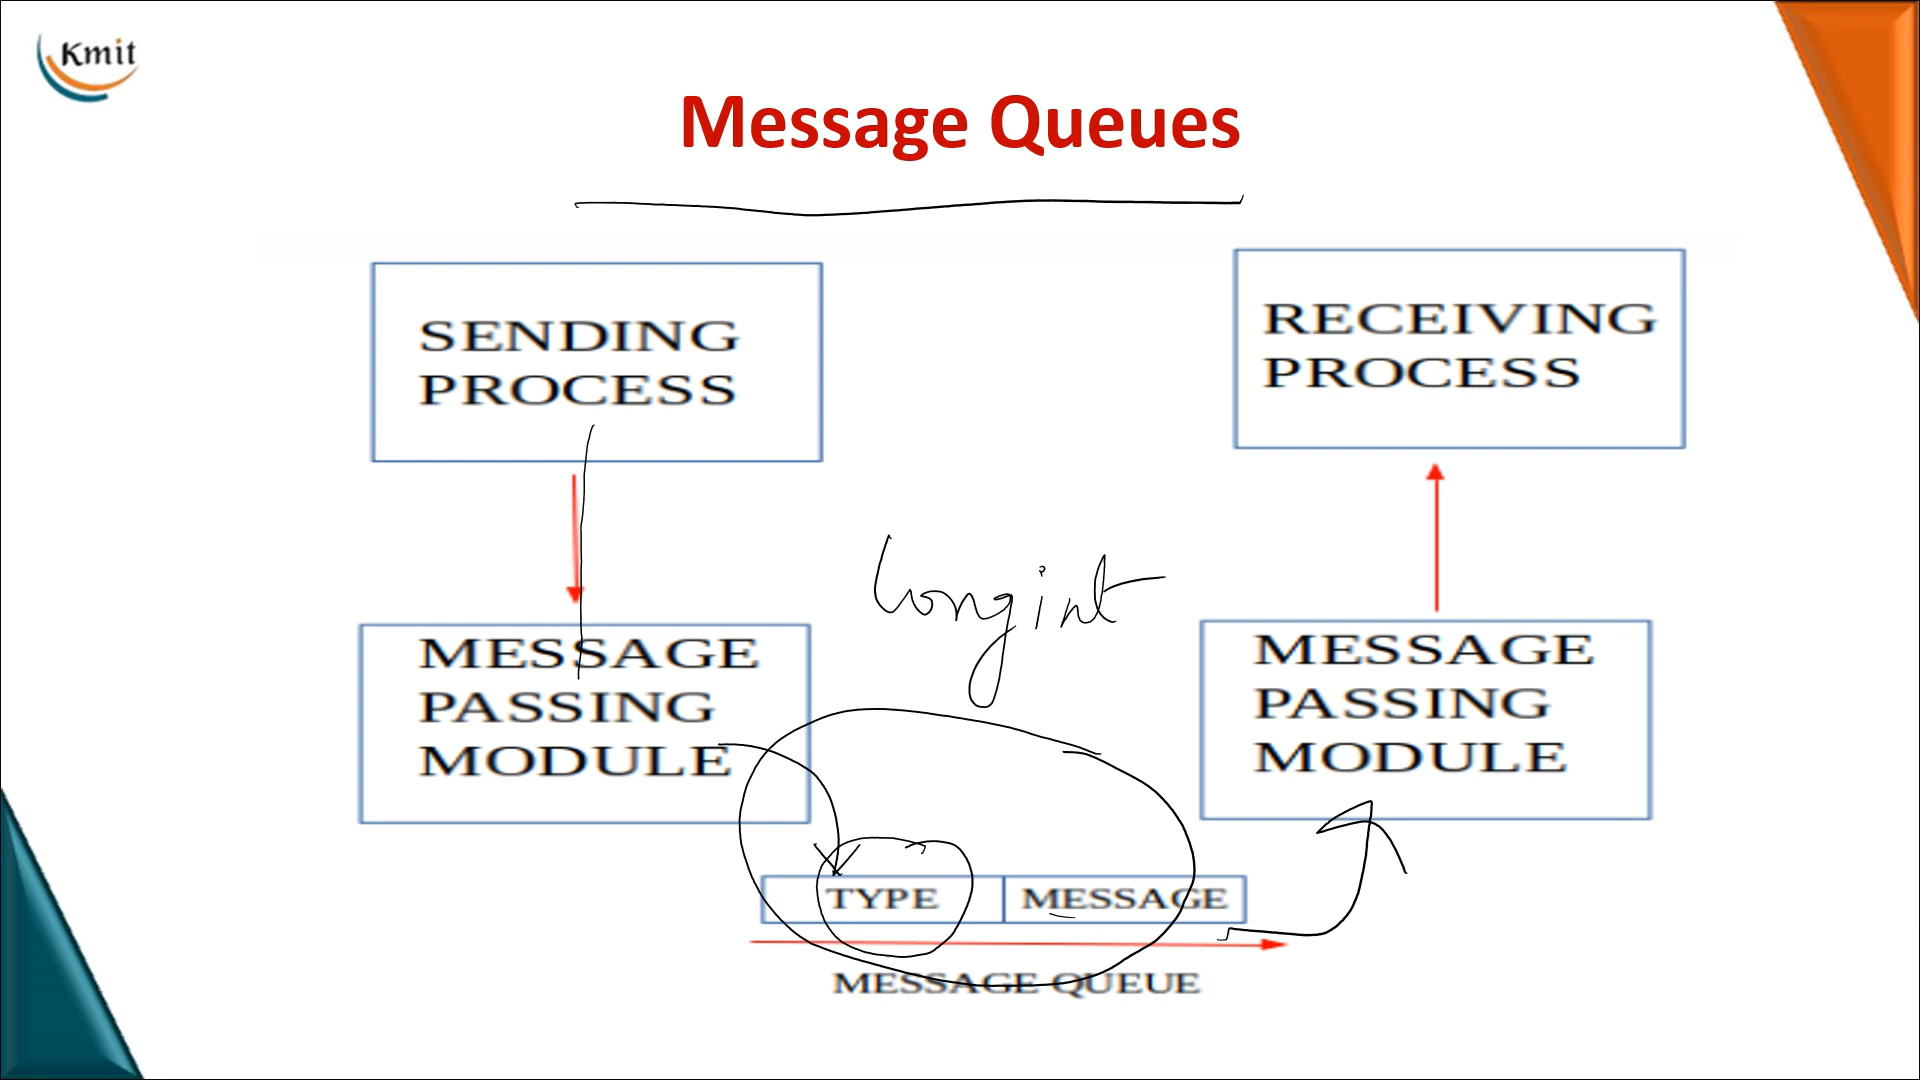 Kmit
Message Queues
SENDING
PROCESS
RECEIVING
PROCESS
long int
MESSAGE
PASSING
MODULE
MESSAGE
PASSING
MODULE
TYPE
MESSAGE
MESSAGE QUEUE